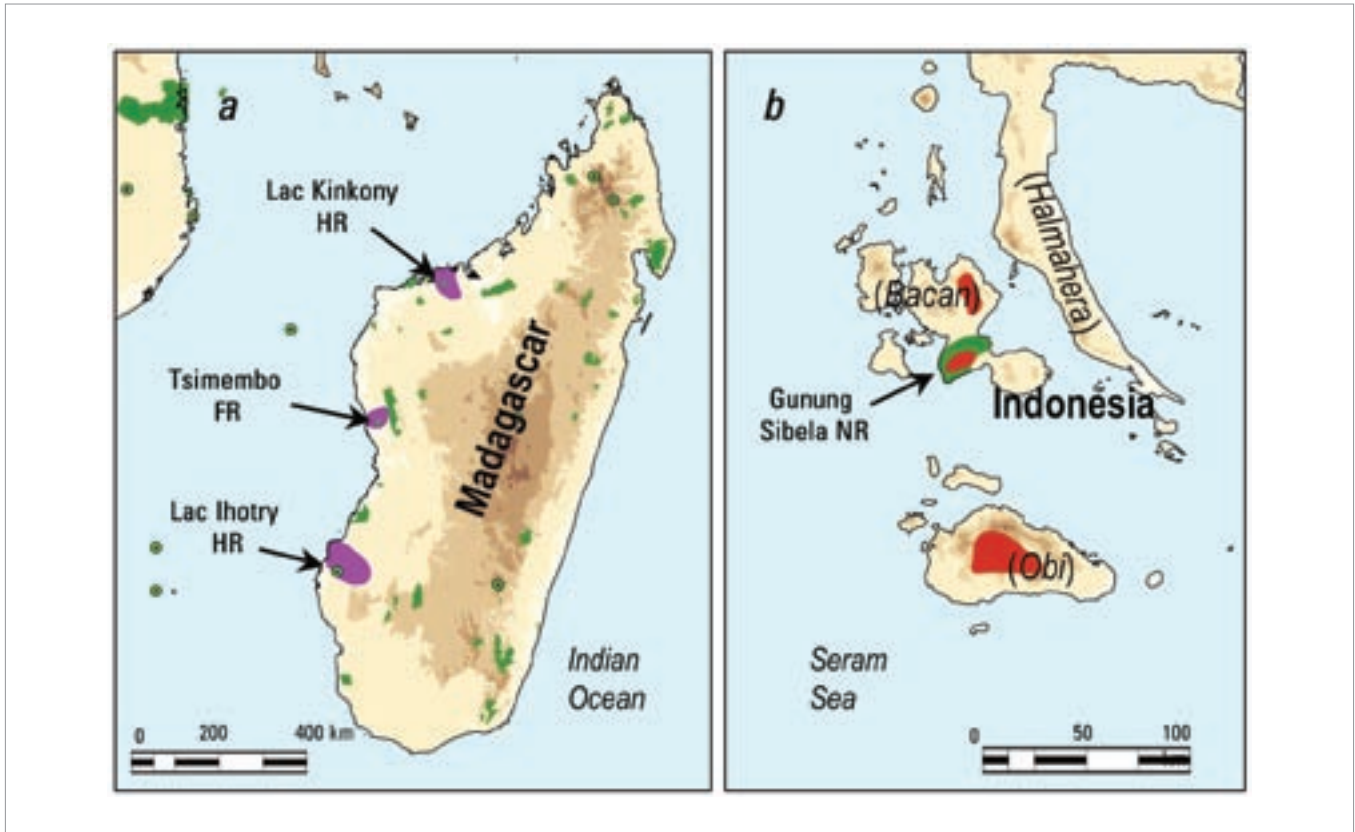 a
Lac Kinkony
HR
Tsimembo
FR
Lac Ihotry
HR
Madagascar
Indian
Ocean
0 200 400 km
b
(Halmahera)
(Bacan)
Gunung
Sibela NR
Indonésia
(Obi)
Seram
Sea
0 50 100